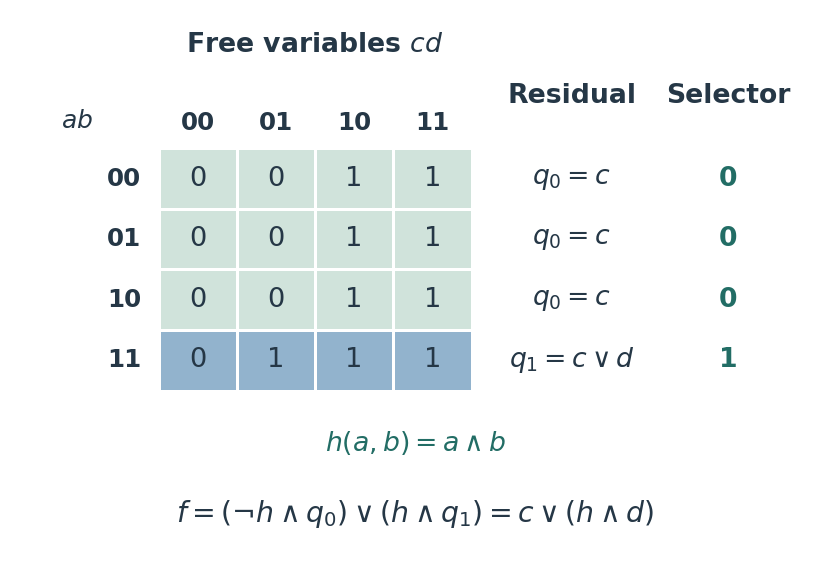 Free variables cd
Residual Selector
ab 00 01 10 11
00 0 0 1 1 q₀ = c 0
01 0 0 1 1 q₀ = c 0
10 0 0 1 1 q₀ = c 0
11 0 1 1 1 q₁ = c ∨ d 1
h(a, b) = a ∧ b
f = (¬h ∧ q₀) ∨ (h ∧ q₁) = c ∨ (h ∧ d)